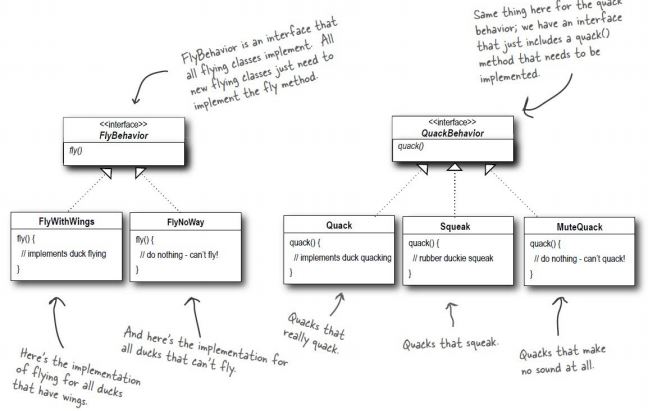 FlyBehavior is an interface that
all flying classes implement. All
new flying classes just need to
implement the fly method.
Same thing here for the quack
behavior; we have an interface
that just includes a quack()
method that needs to be
implemented.
<<interface>>
FlyBehavior
fly()
<<interface>>
QuackBehavior
quack()
FlyWithWings
fly() {
// implements duck flying
}
FlyNoWay
fly() {
// do nothing - can't fly!
}
Quack
quack() {
// implements duck quacking
}
Squeak
quack() {
// rubber duckie squeak
}
MuteQuack
quack() {
// do nothing - can't quack!
}
Here's the implementation
of flying for all ducks
that have wings.
And here's the implementation for
all ducks that can't fly.
Quacks that
really quack.
Quacks that squeak.
Quacks that make
no sound at all.